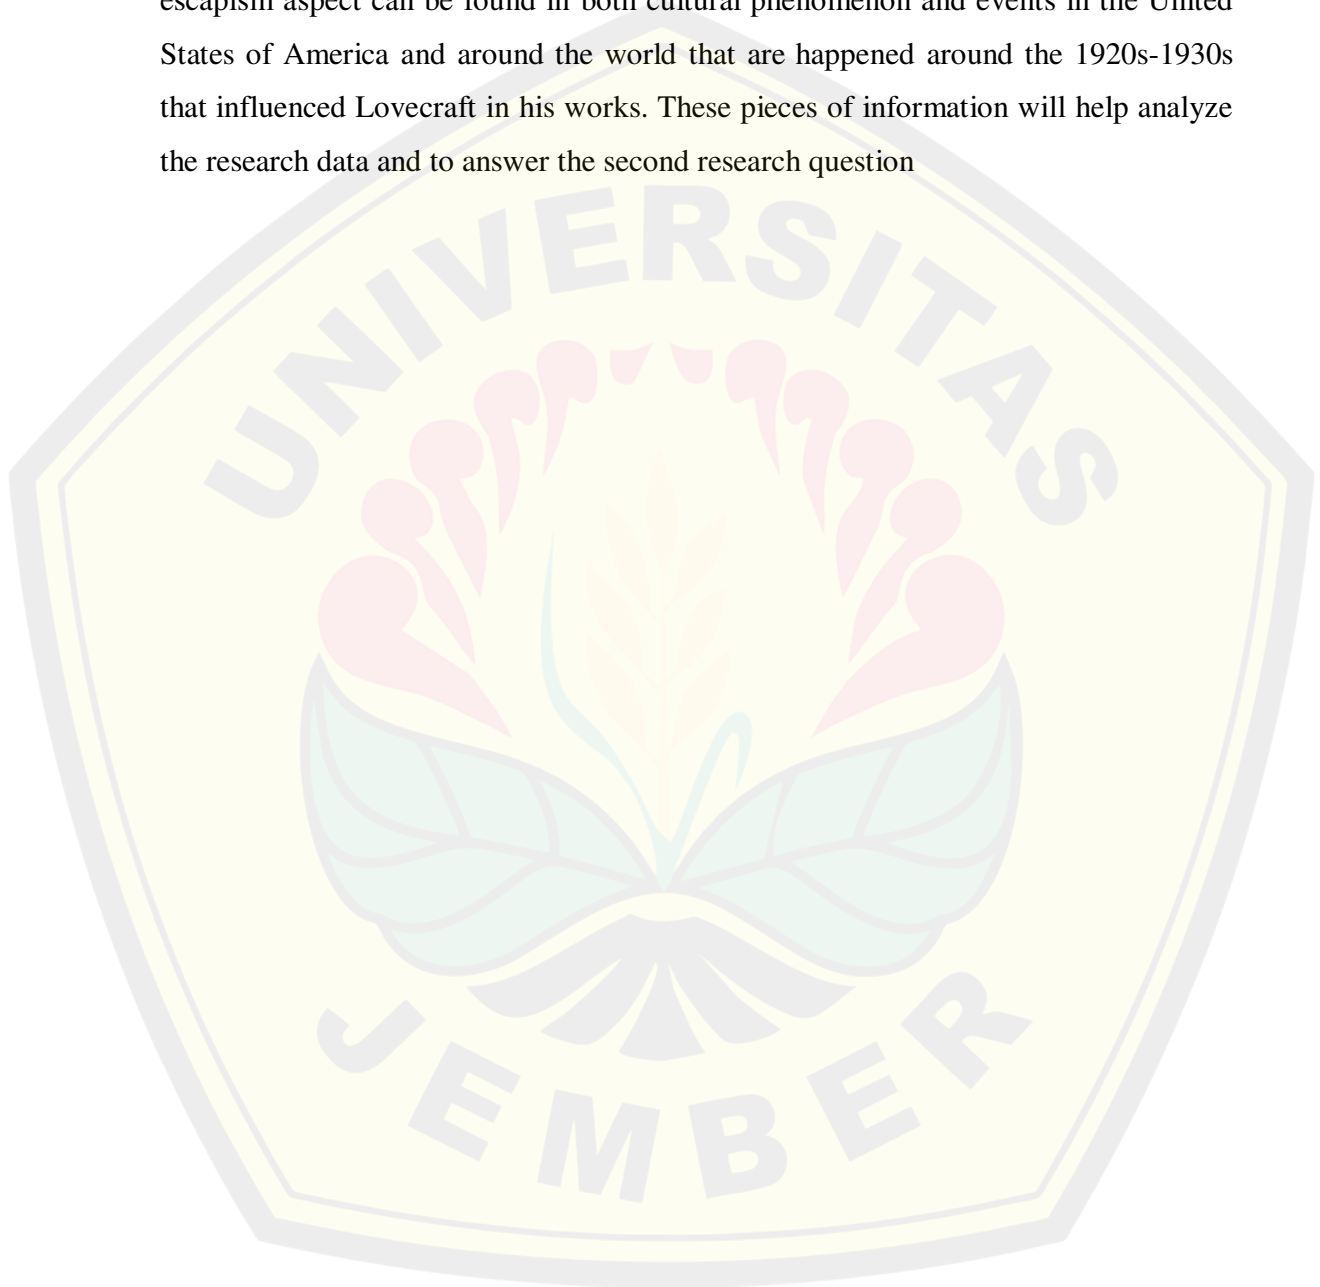 escapism aspect can be found in both cultural phenomenon and events in the United
States of America and around the world that are happened around the 1920s-1930s
that influenced Lovecraft in his works. These pieces of information will help analyze
the research data and to answer the second research question
UNIVERSITAS
JEMBER